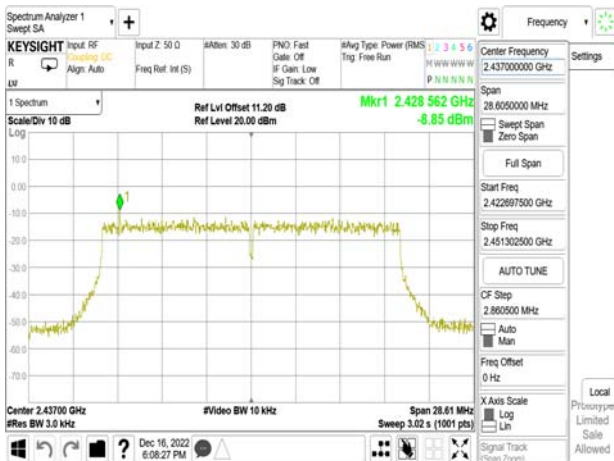 Spectrum Analyzer 1
Swept SA
Frequency
KEYSIGHT
R
LV
Input: RF
Coupling: DC
Align: Auto
Input Z: 50 Ω
Freq Ref: Int (S)
#Atten: 30 dB
PNO: Fast
Gate: Off
IF Gain: Low
Sig Track: Off
#Avg Type: Power (RMS
Trig: Free Run
1 2 3 4 5 6
M W W W W W
P N N N N N
1 Spectrum
Scale/Div 10 dB
Log
Ref Lvl Offset 11.20 dB
Ref Level 20.00 dBm
Mkr1 2.428 562 GHz
-8.85 dBm
10.0
0.00
-10.0
-20.0
-30.0
-40.0
-50.0
-60.0
-70.0
1
Center 2.43700 GHz
#Res BW 3.0 kHz
#Video BW 10 kHz
Span 28.61 MHz
Sweep 3.02 s (1001 pts)
Dec 16, 2022
6:08:27 PM
?
Center Frequency
2.437000000 GHz
Span
28.6050000 MHz
Swept Span
Zero Span
Full Span
Start Freq
2.422697500 GHz
Stop Freq
2.451302500 GHz
AUTO TUNE
CF Step
2.860500 MHz
Auto
Man
Freq Offset
0 Hz
X Axis Scale
Log
Lin
Signal Track
(Span Zoom)
Settings
Local
Prototype
Limited
Sale
Allowed